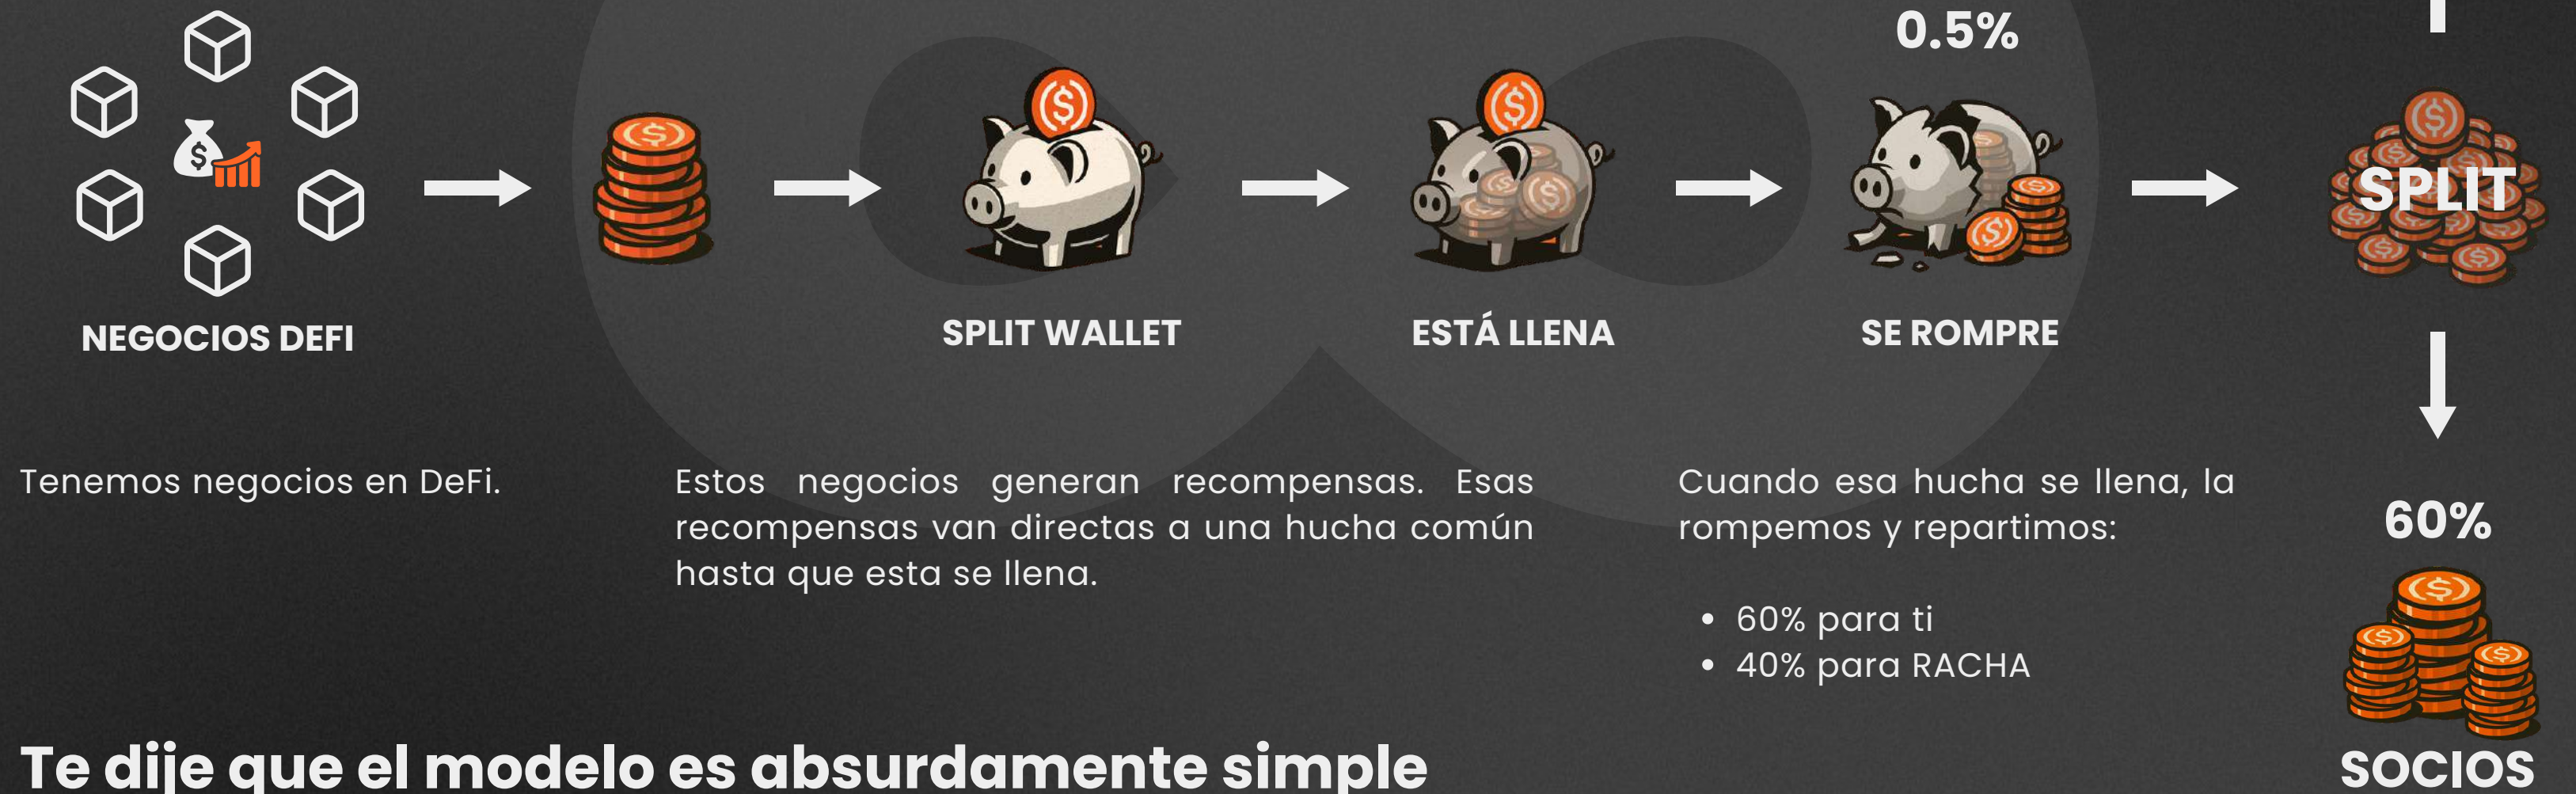 0.5%
SPLIT
NEGOCIOS DEFI
SPLIT WALLET
ESTÁ LLENA
SE ROMPRE
Tenemos negocios en DeFi.
Estos negocios generan recompensas. Esas
recompensas van directas a una hucha común
hasta que esta se llena.
Cuando esa hucha se llena, la
rompemos y repartimos:
• 60% para ti
• 40% para RACHA
60%
SOCIOS
Te dije que el modelo es absurdamente simple